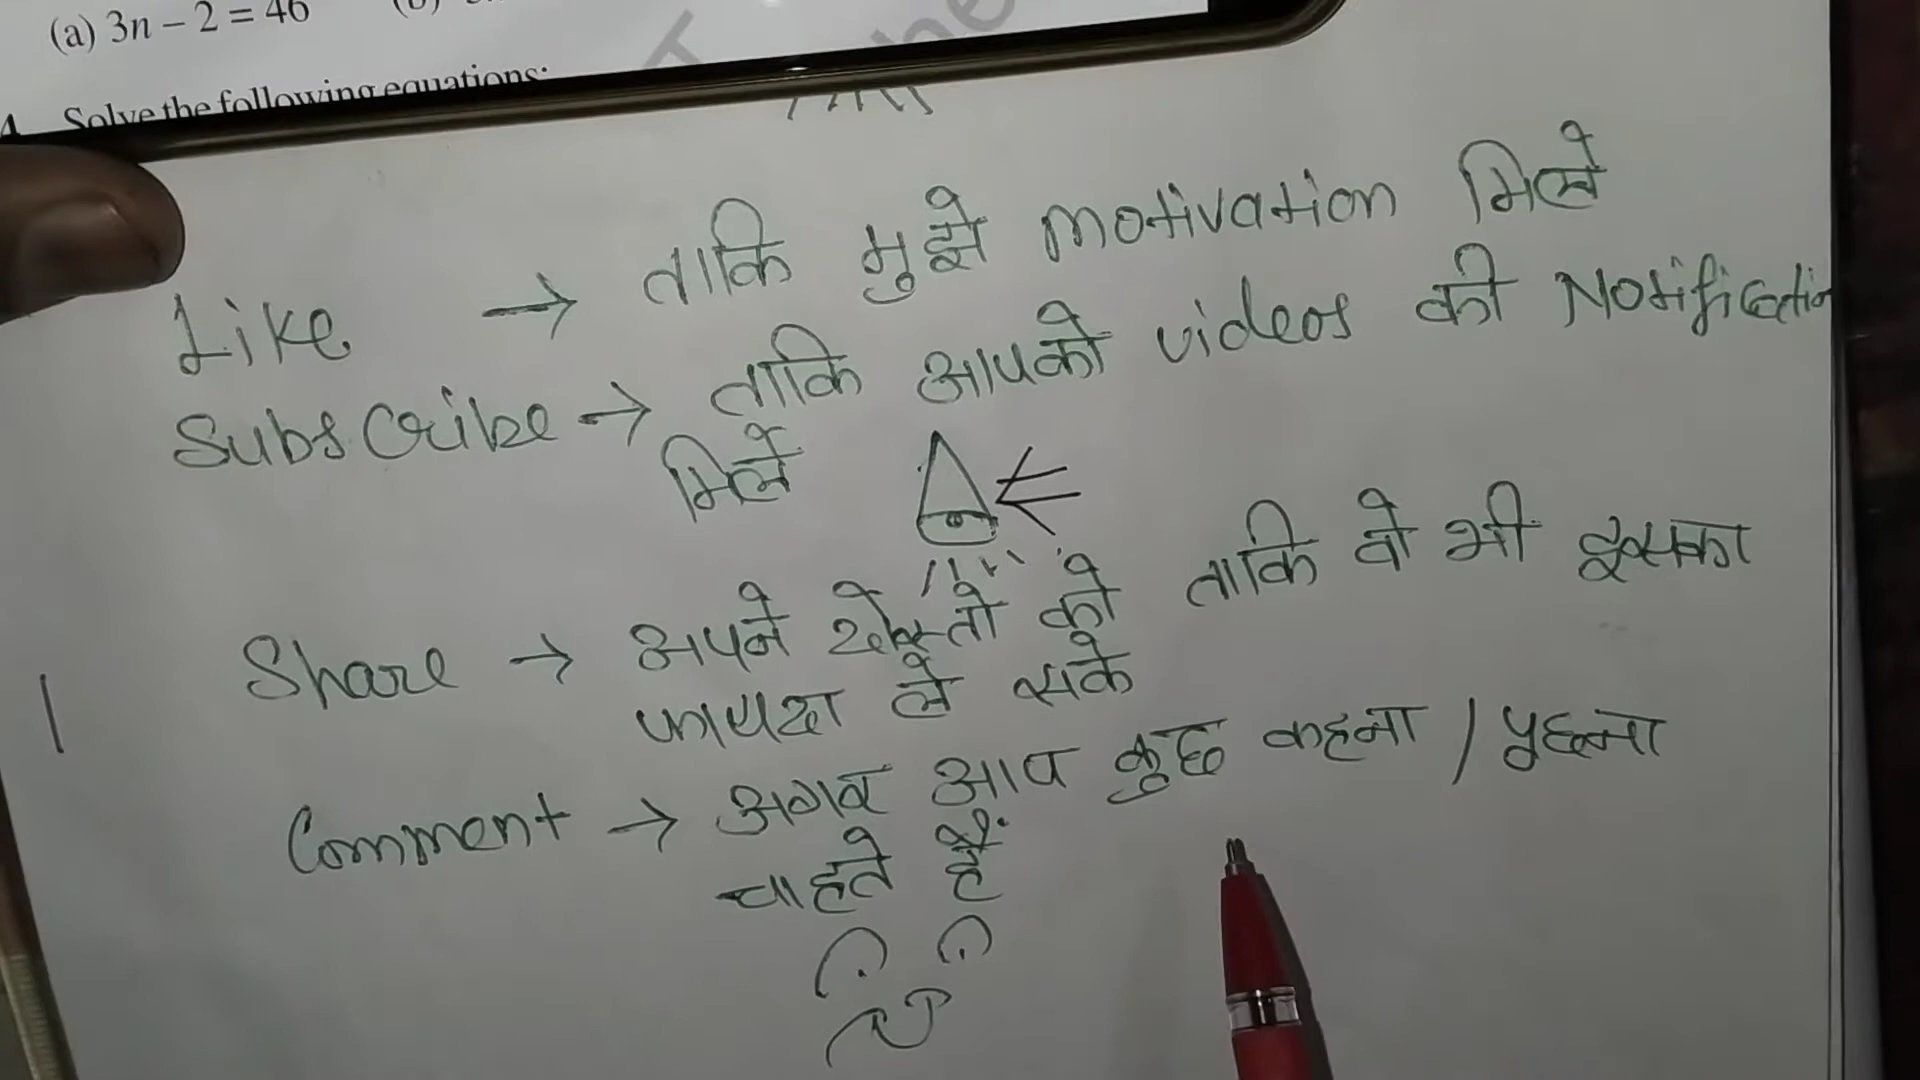 (a) 3n – 2 = 46
4. Solve the following equations:
Like → ताकि मुझे motivation मिले
Subscribe → ताकि आपको videos की Notification
मिले
Share → अपने दोस्तो को ताकि वो भी इसका
फायदा ले सके
Comment → अगर आप कुछ कहना / पूछना
चाहते हैं